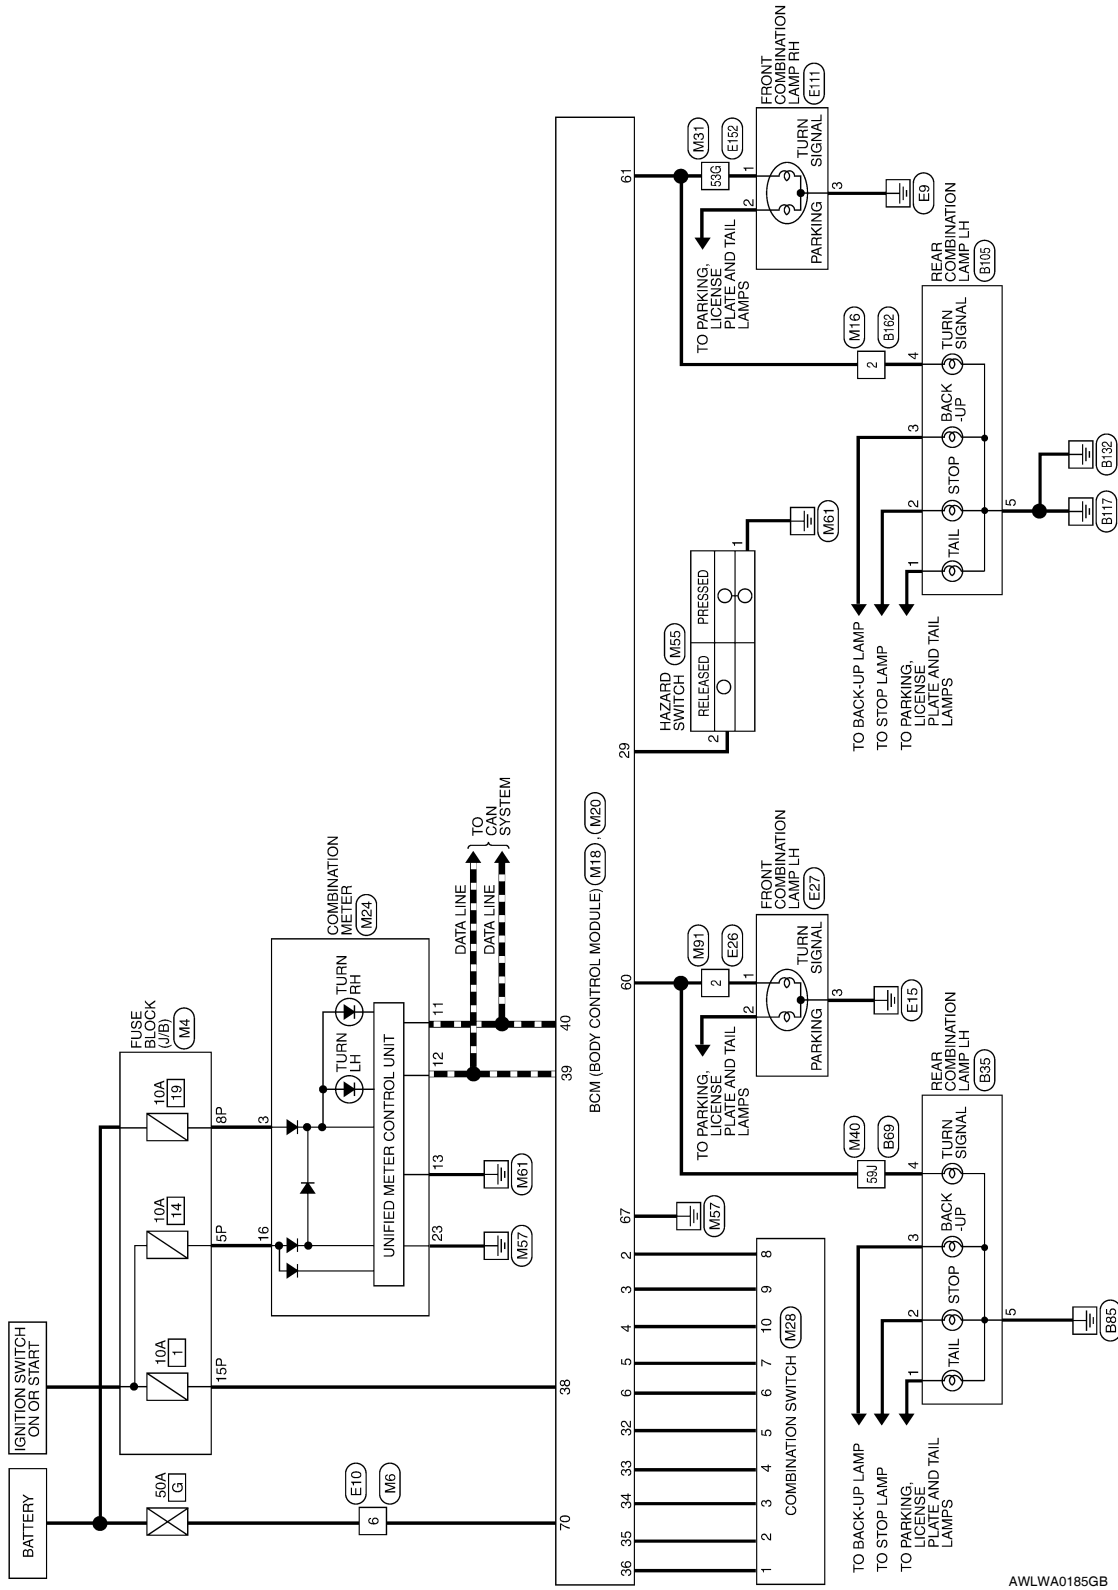 BATTERY
IGNITION SWITCH
ON OR START
50A
G
10A
1
10A
14
10A
19
FUSE
BLOCK
(J/B)
M4
15P
5P
8P
E10
M6
6
16
3
COMBINATION
METER
M24
TURN
LH
TURN
RH
UNIFIED METER CONTROL UNIT
23
13
12
11
M57
M61
DATA LINE
DATA LINE
TO
CAN
SYSTEM
70
38
39
40
BCM (BODY CONTROL MODULE) M18 , M20
36
35
34
33
32
6
5
4
3
2
67
60
29
61
1
2
3
4
5
6
7
10
9
8
COMBINATION SWITCH M28
M57
M91
E26
2
FRONT
COMBINATION
LAMP LH
E27
2
1
PARKING
TURN
SIGNAL
3
E15
TO PARKING,
LICENSE
PLATE AND TAIL
LAMPS
M40
B69
59J
REAR
COMBINATION
LAMP LH
B35
1
2
3
4
TAIL
STOP
BACK
-UP
TURN
SIGNAL
5
B85
TO BACK-UP LAMP
TO STOP LAMP
TO PARKING,
LICENSE
PLATE AND TAIL
LAMPS
HAZARD
SWITCH
M55
RELEASED
PRESSED
2
1
M61
M31
E152
53G
FRONT
COMBINATION
LAMP RH
E111
2
1
PARKING
TURN
SIGNAL
3
E9
TO PARKING,
LICENSE
PLATE AND TAIL
LAMPS
M16
B162
2
REAR
COMBINATION
LAMP LH
B105
1
2
3
4
TAIL
STOP
BACK
-UP
TURN
SIGNAL
5
B117
B132
TO BACK-UP LAMP
TO STOP LAMP
TO PARKING,
LICENSE
PLATE AND TAIL
LAMPS
AWLWA0185GB